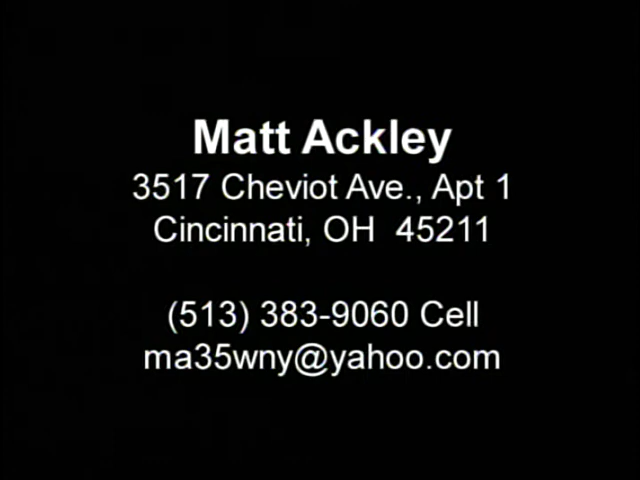 Matt Ackley
3517 Cheviot Ave., Apt 1
Cincinnati, OH  45211
(513) 383-9060 Cell
ma35wny@yahoo.com